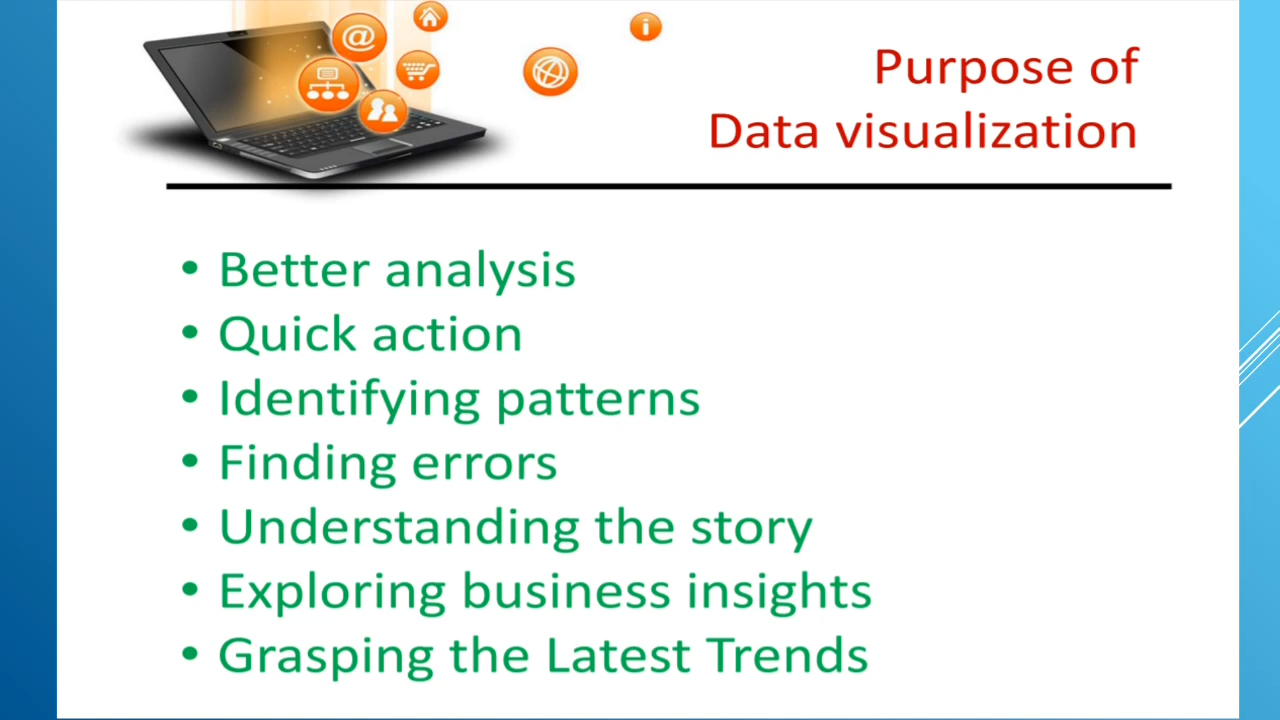 Purpose of
Data visualization
• Better analysis
• Quick action
• Identifying patterns
• Finding errors
• Understanding the story
• Exploring business insights
• Grasping the Latest Trends